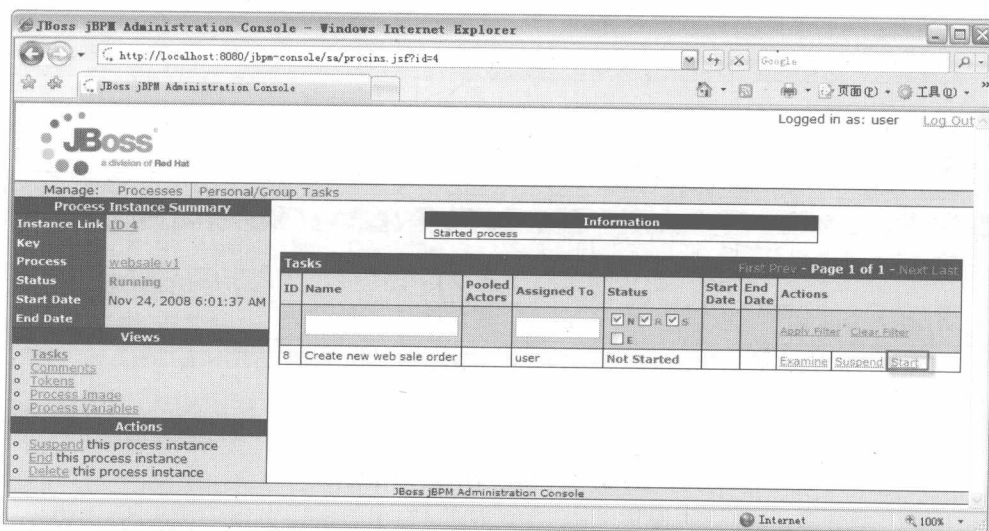 JBoss jBPM Administration Console - Windows Internet Explorer
http://localhost:8080/jbpm-console/sa/procins.jsf?id=4
Google
JBoss jBPM Administration Console
页面(P)
工具(O)
Logged in as: user Log Out
JBoss
a division of Red Hat
Manage: Processes Personal/Group Tasks
Process Instance Summary
Instance Link ID 4
Key
Process websale v1
Status Running
Start Date Nov 24, 2008 6:01:37 AM
End Date
Views
Tasks
Comments
Tokens
Process Image
Process Variables
Actions
Suspend this process instance
End this process instance
Delete this process instance
Information
Started process
Tasks First Prev - Page 1 of 1 - Next Last
ID Name Pooled Actors Assigned To Status Start Date End Date Actions
N R S
E
Apply Filter Clear Filter
8 Create new web sale order user Not Started Examine Suspend Start
JBoss jBPM Administration Console
Internet 100%